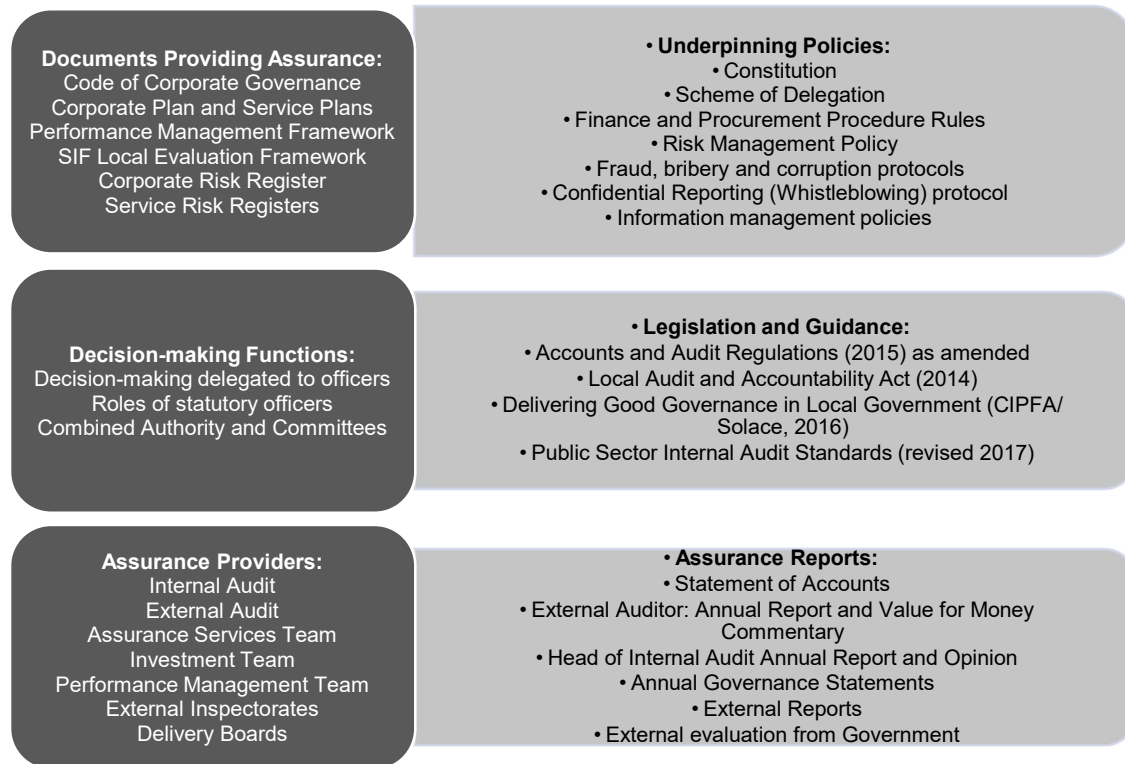 Documents Providing Assurance:
Code of Corporate Governance
Corporate Plan and Service Plans
Performance Management Framework
SIF Local Evaluation Framework
Corporate Risk Register
Service Risk Registers
• Underpinning Policies:
• Constitution
• Scheme of Delegation
• Finance and Procurement Procedure Rules
• Risk Management Policy
• Fraud, bribery and corruption protocols
• Confidential Reporting (Whistleblowing) protocol
• Information management policies
Decision-making Functions:
Decision-making delegated to officers
Roles of statutory officers
Combined Authority and Committees
• Legislation and Guidance:
• Accounts and Audit Regulations (2015) as amended
• Local Audit and Accountability Act (2014)
• Delivering Good Governance in Local Government (CIPFA/
Solace, 2016)
• Public Sector Internal Audit Standards (revised 2017)
Assurance Providers:
Internal Audit
External Audit
Assurance Services Team
Investment Team
Performance Management Team
External Inspectorates
Delivery Boards
• Assurance Reports:
• Statement of Accounts
• External Auditor: Annual Report and Value for Money
Commentary
• Head of Internal Audit Annual Report and Opinion
• Annual Governance Statements
• External Reports
• External evaluation from Government